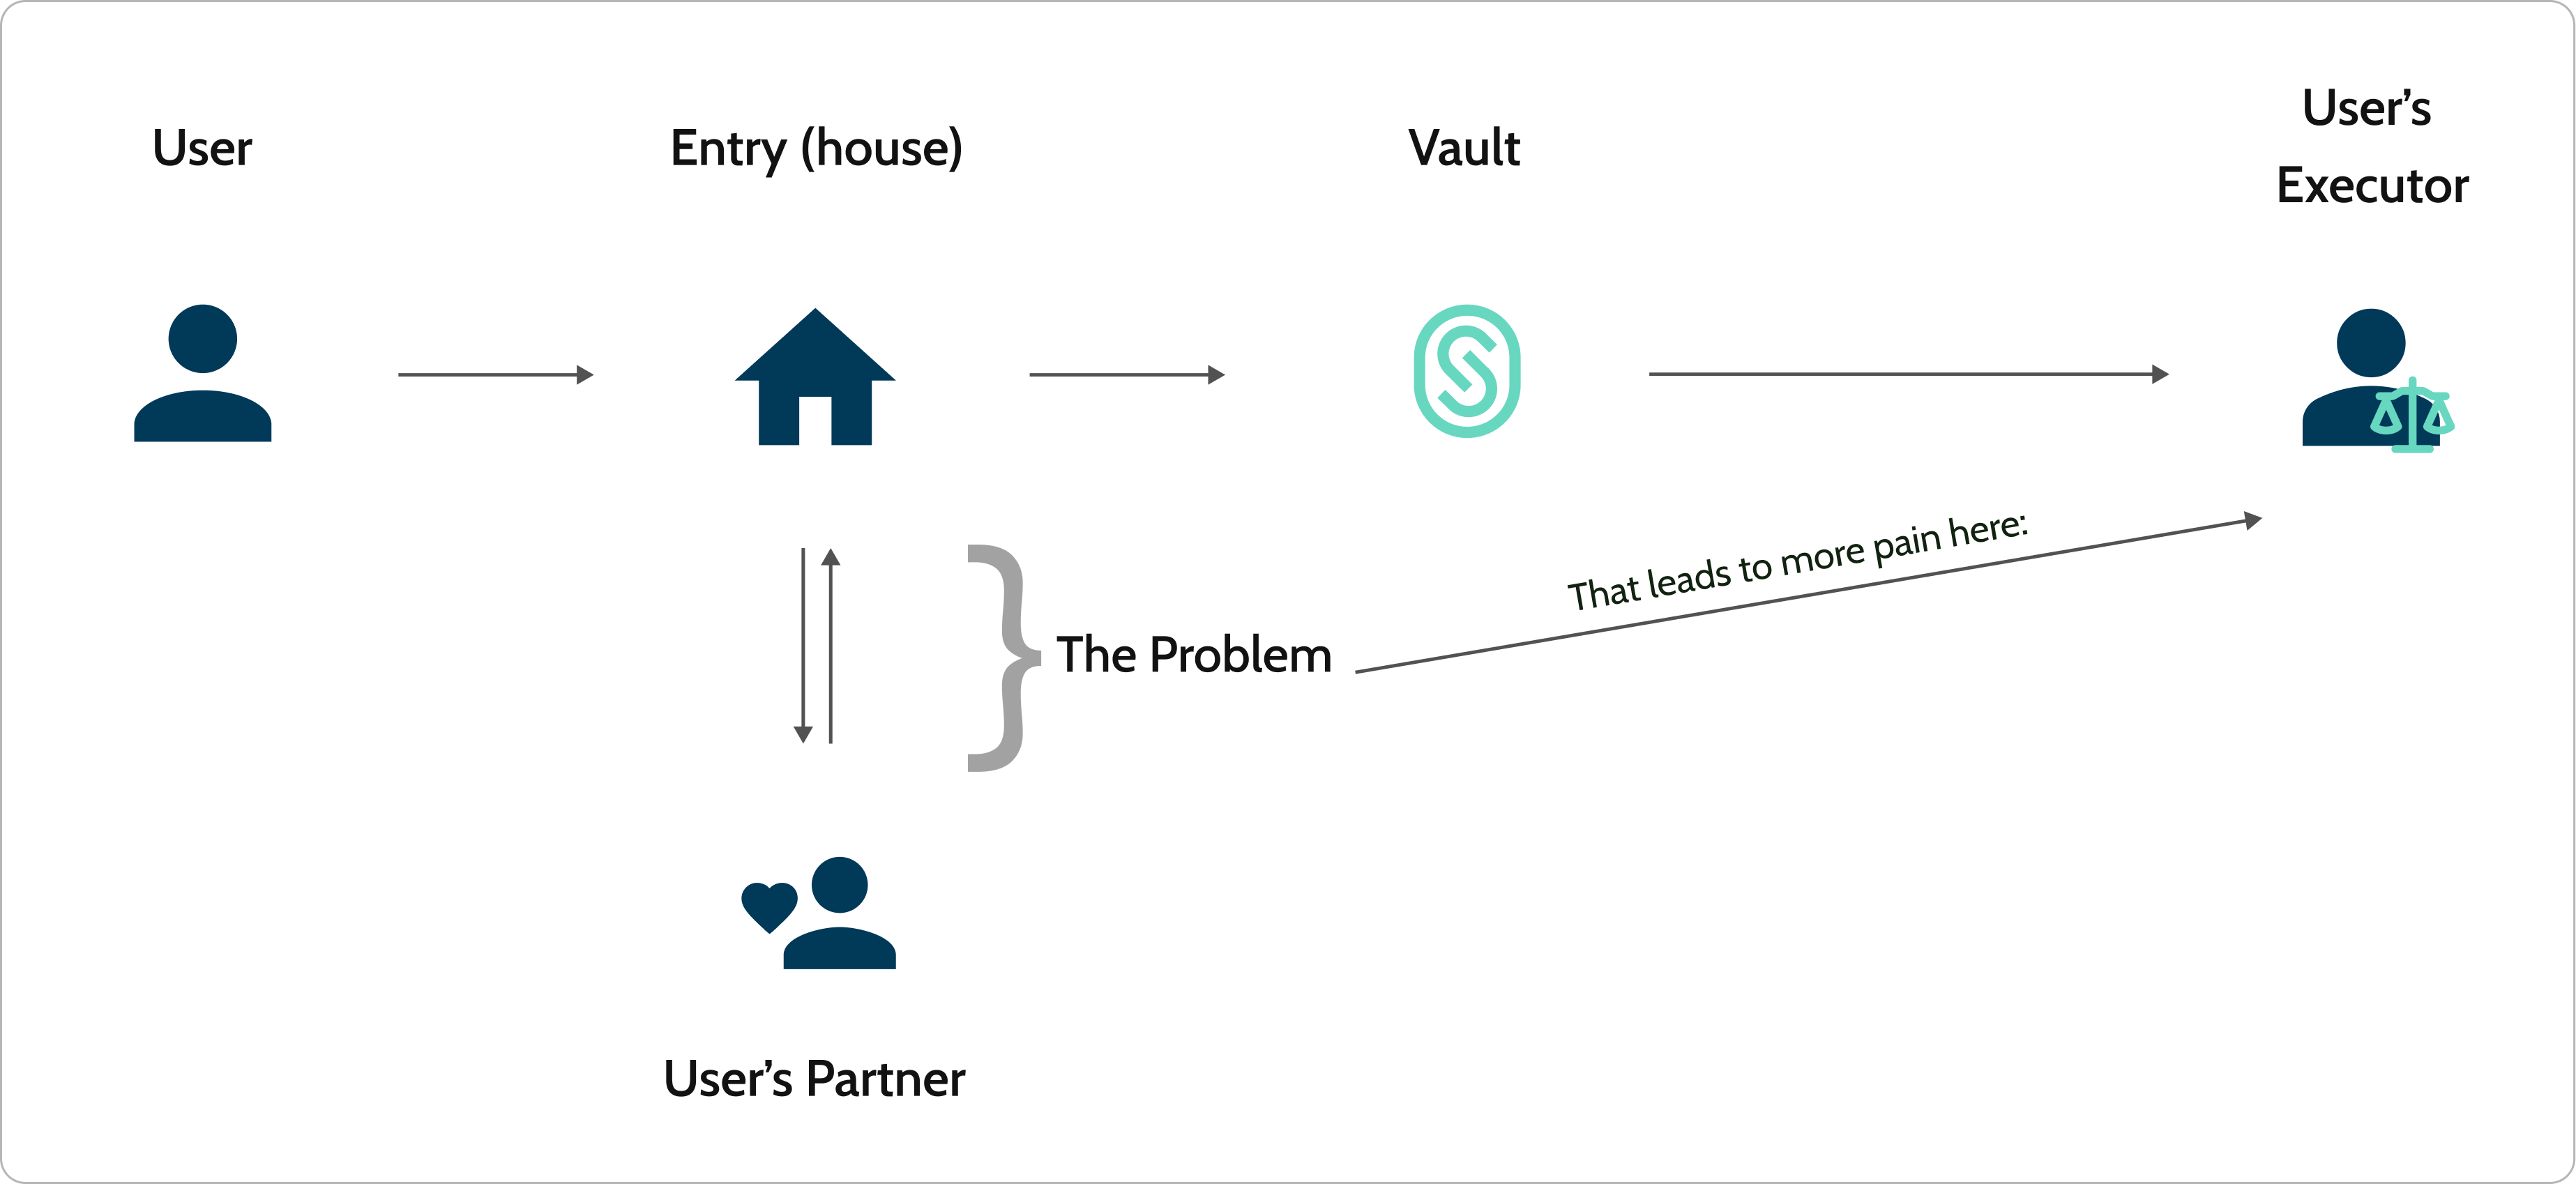 User
Entry (house)
Vault
User’s
Executor
That leads to more pain here:
The Problem
User’s Partner